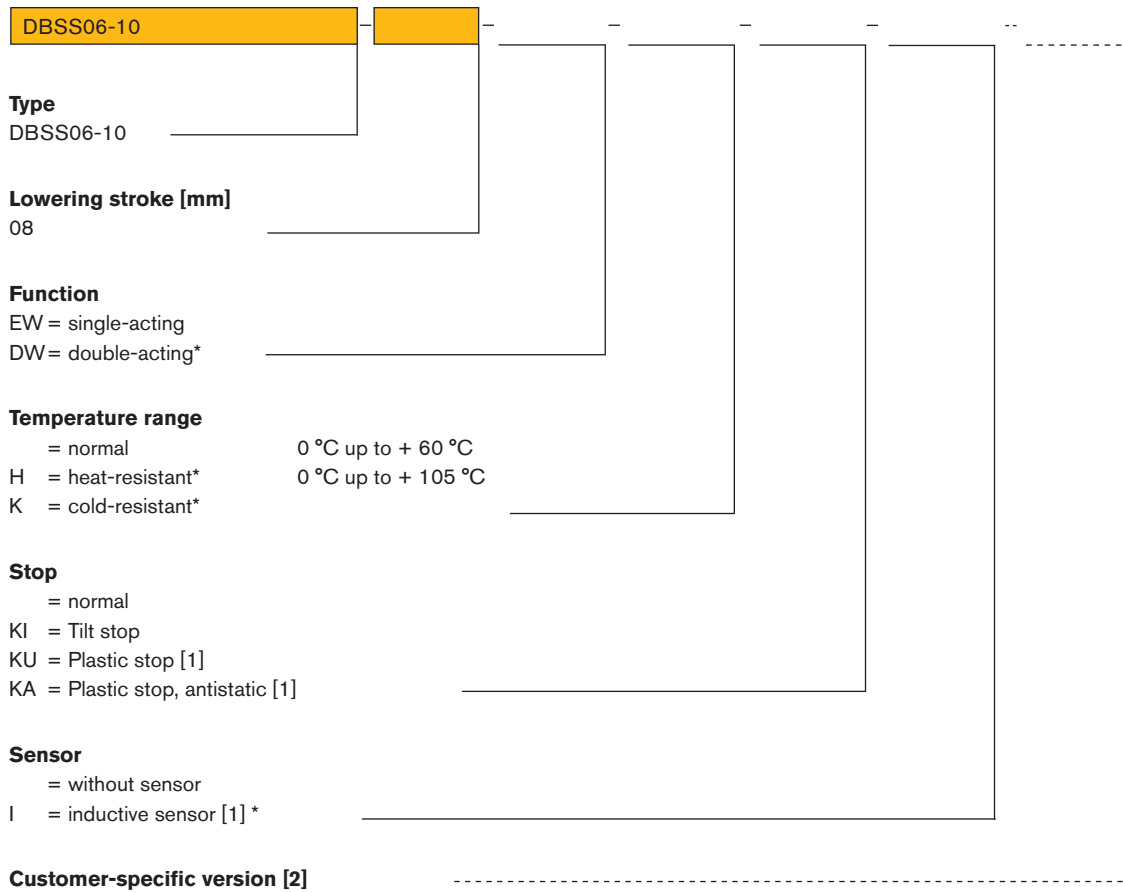 DBSS06-10 – – – – – --
Type
DBSS06-10
Lowering stroke [mm]
08
Function
EW = single-acting
DW = double-acting*
Temperature range
= normal 0 °C up to + 60 °C
H = heat-resistant* 0 °C up to + 105 °C
K = cold-resistant*
Stop
= normal
KI = Tilt stop
KU = Plastic stop [1]
KA = Plastic stop, antistatic [1]
Sensor
= without sensor
I = inductive sensor [1] *
Customer-specific version [2]